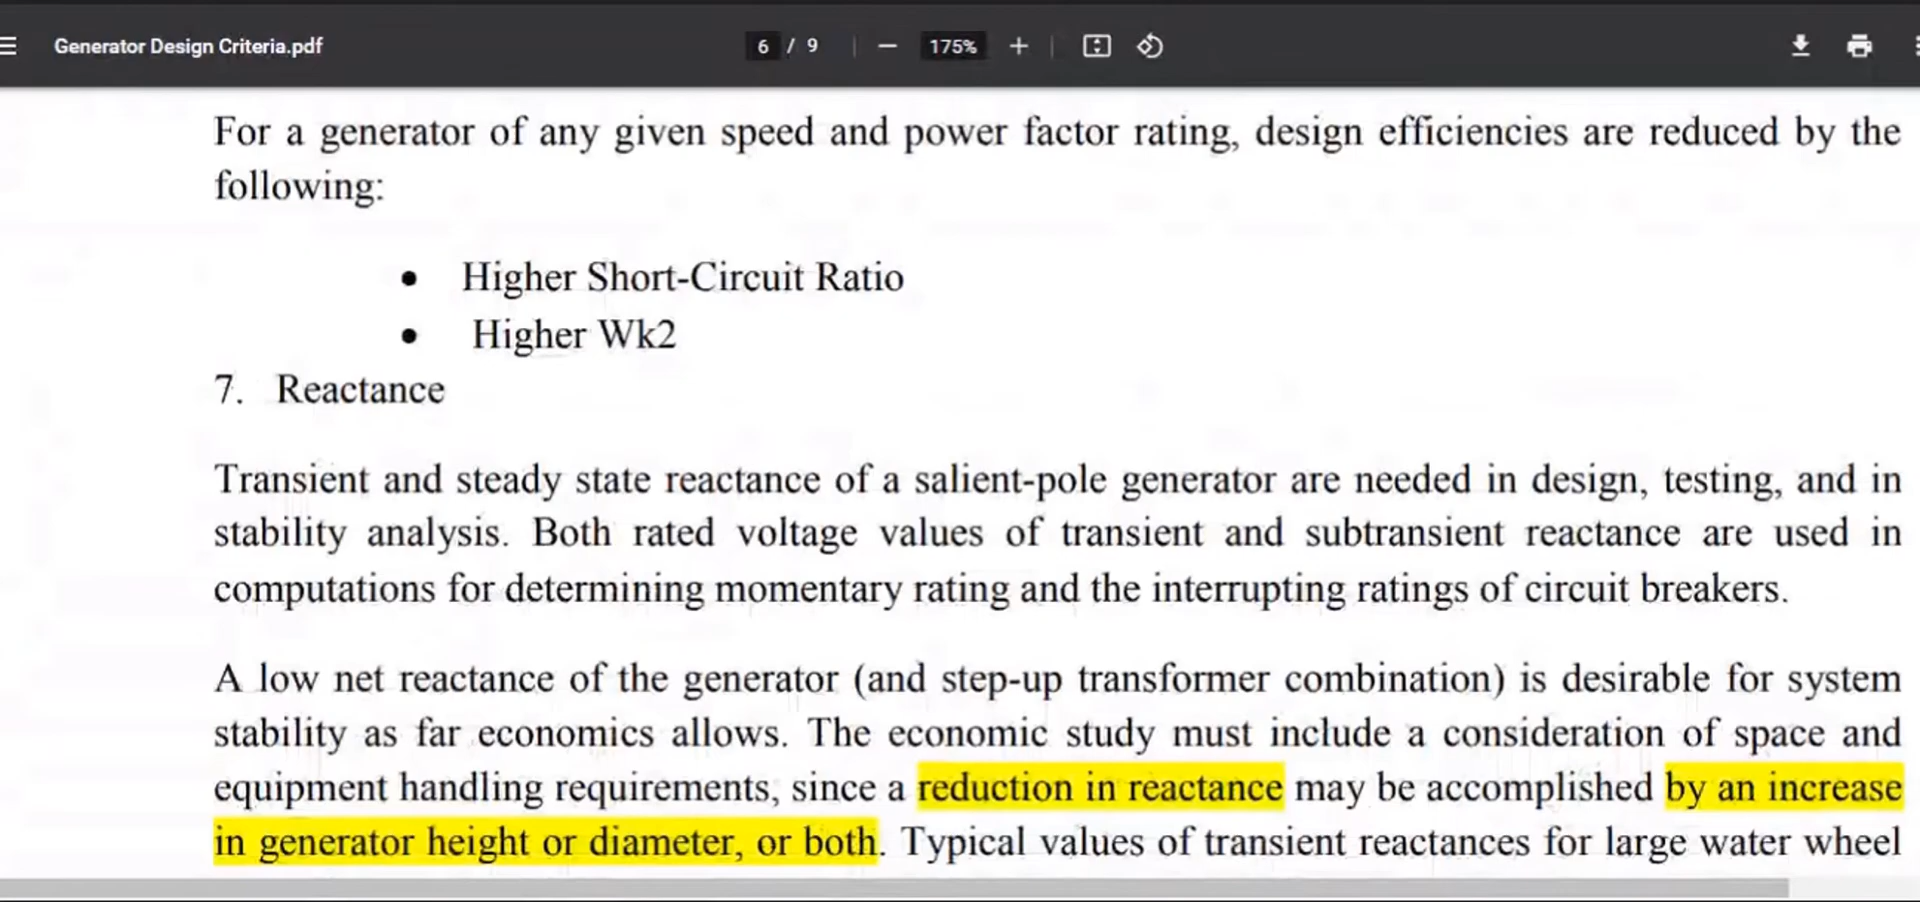 Generator Design Criteria.pdf
6 / 9
175%
For a generator of any given speed and power factor rating, design efficiencies are reduced by the
following:
• Higher Short-Circuit Ratio
• Higher Wk2
7. Reactance
Transient and steady state reactance of a salient-pole generator are needed in design, testing, and in
stability analysis. Both rated voltage values of transient and subtransient reactance are used in
computations for determining momentary rating and the interrupting ratings of circuit breakers.
A low net reactance of the generator (and step-up transformer combination) is desirable for system
stability as far economics allows. The economic study must include a consideration of space and
equipment handling requirements, since a reduction in reactance may be accomplished by an increase
in generator height or diameter, or both. Typical values of transient reactances for large water wheel